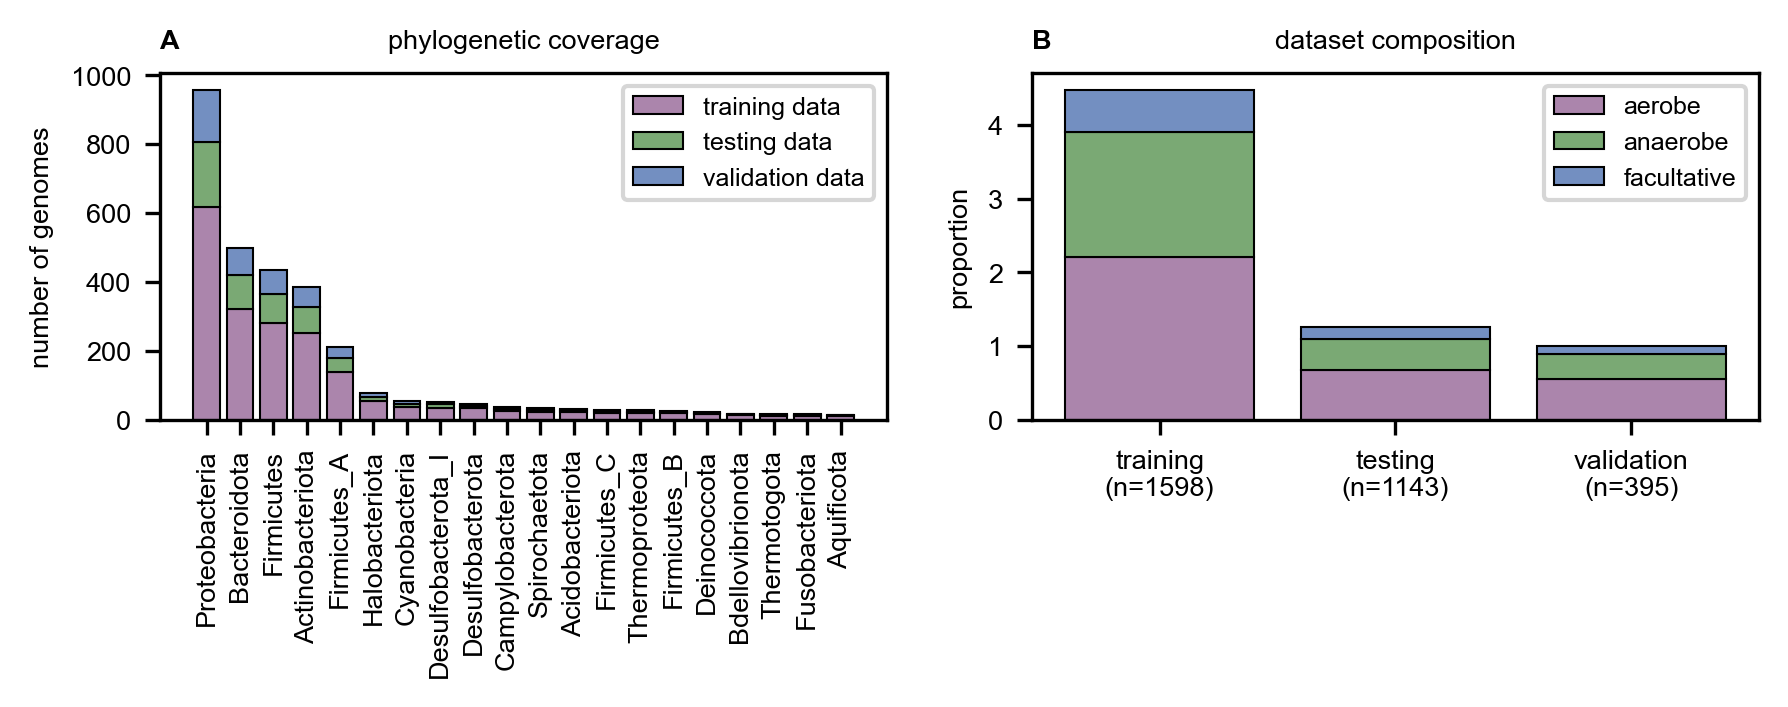 A
phylogenetic coverage
number of genomes
1000
800
600
400
200
0
training data
testing data
validation data
Proteobacteria
Bacteroidota
Firmicutes
Actinobacteriota
Firmicutes_A
Halobacteriota
Cyanobacteria
Desulfobacterota_I
Desulfobacterota
Campylobacterota
Spirochaetota
Acidobacteriota
Firmicutes_C
Thermoproteota
Firmicutes_B
Deinococcota
Bdellovibrionota
Thermotogota
Fusobacteriota
Aquificota
B
dataset composition
proportion
4
3
2
1
0
aerobe
anaerobe
facultative
training
(n=1598)
testing
(n=1143)
validation
(n=395)